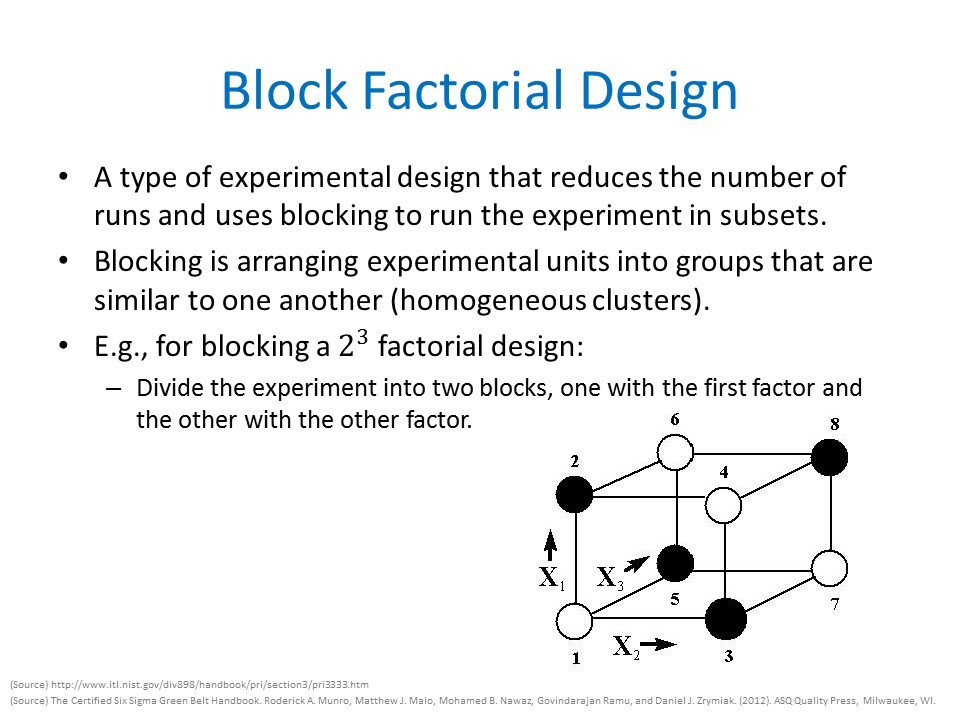 Block Factorial Design
• A type of experimental design that reduces the number of
runs and uses blocking to run the experiment in subsets.
• Blocking is arranging experimental units into groups that are
similar to one another (homogeneous clusters).
• E.g., for blocking a 2³ factorial design:
– Divide the experiment into two blocks, one with the first factor and
the other with the other factor.
6
8
2
4
X₁
X₃
5
7
X₂
1
3
(Source) http://www.itl.nist.gov/div898/handbook/pri/section3/pri3333.htm
(Source) The Certified Six Sigma Green Belt Handbook. Roderick A. Munro, Matthew J. Maio, Mohamed B. Nawaz, Govindarajan Ramu, and Daniel J. Zrymiak. (2012). ASQ Quality Press, Milwaukee, WI.